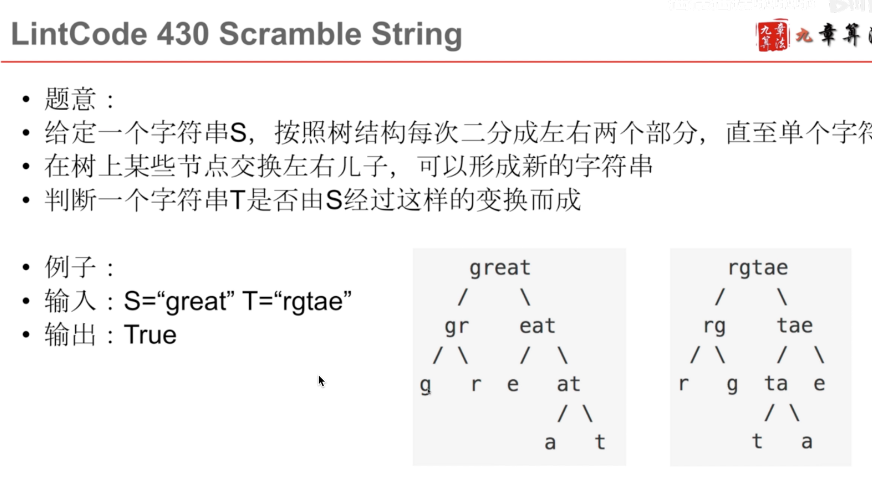 LintCode 430 Scramble String
九章算法
九章算
• 题意：
• 给定一个字符串S，按照树结构每次二分成左右两个部分，直至单个字符
• 在树上某些节点交换左右儿子，可以形成新的字符串
• 判断一个字符串T是否由S经过这样的变换而成
• 例子：
• 输入：S=“great” T=“rgtae”
• 输出：True
great
/ \
gr eat
/ \ / \
g r e at
/ \
a t
rgtae
/ \
rg tae
/ \ / \
r g ta e
/ \
t a